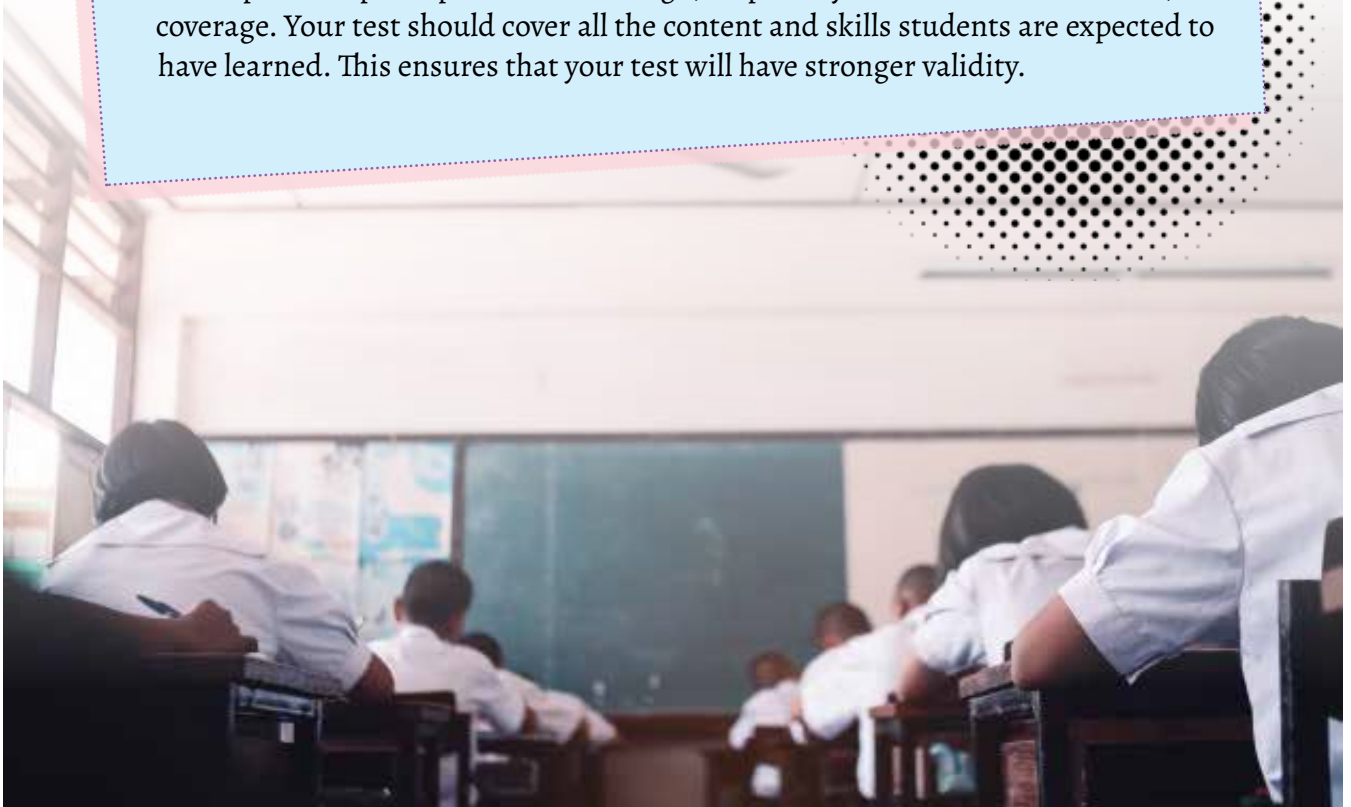 coverage. Your test should cover all the content and skills students are expected to
have learned. This ensures that your test will have stronger validity.